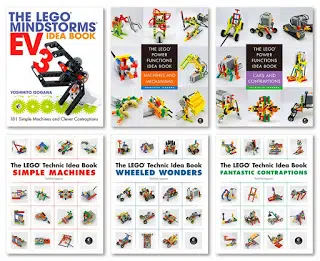 THE LEGO
MINDSTORMS®
EV3 IDEA BOOK
YOSHIHITO ISOGAWA
181 Simple Machines and Clever Contraptions
THE LEGO®
POWER
FUNCTIONS
IDEA BOOK
MACHINES AND
MECHANISMS
THE LEGO®
POWER
FUNCTIONS
IDEA BOOK
CARS AND
CONTRAPTIONS
The LEGO® Technic Idea Book
SIMPLE MACHINES
The LEGO® Technic Idea Book
WHEELED WONDERS
The LEGO® Technic Idea Book
FANTASTIC CONTRAPTIONS